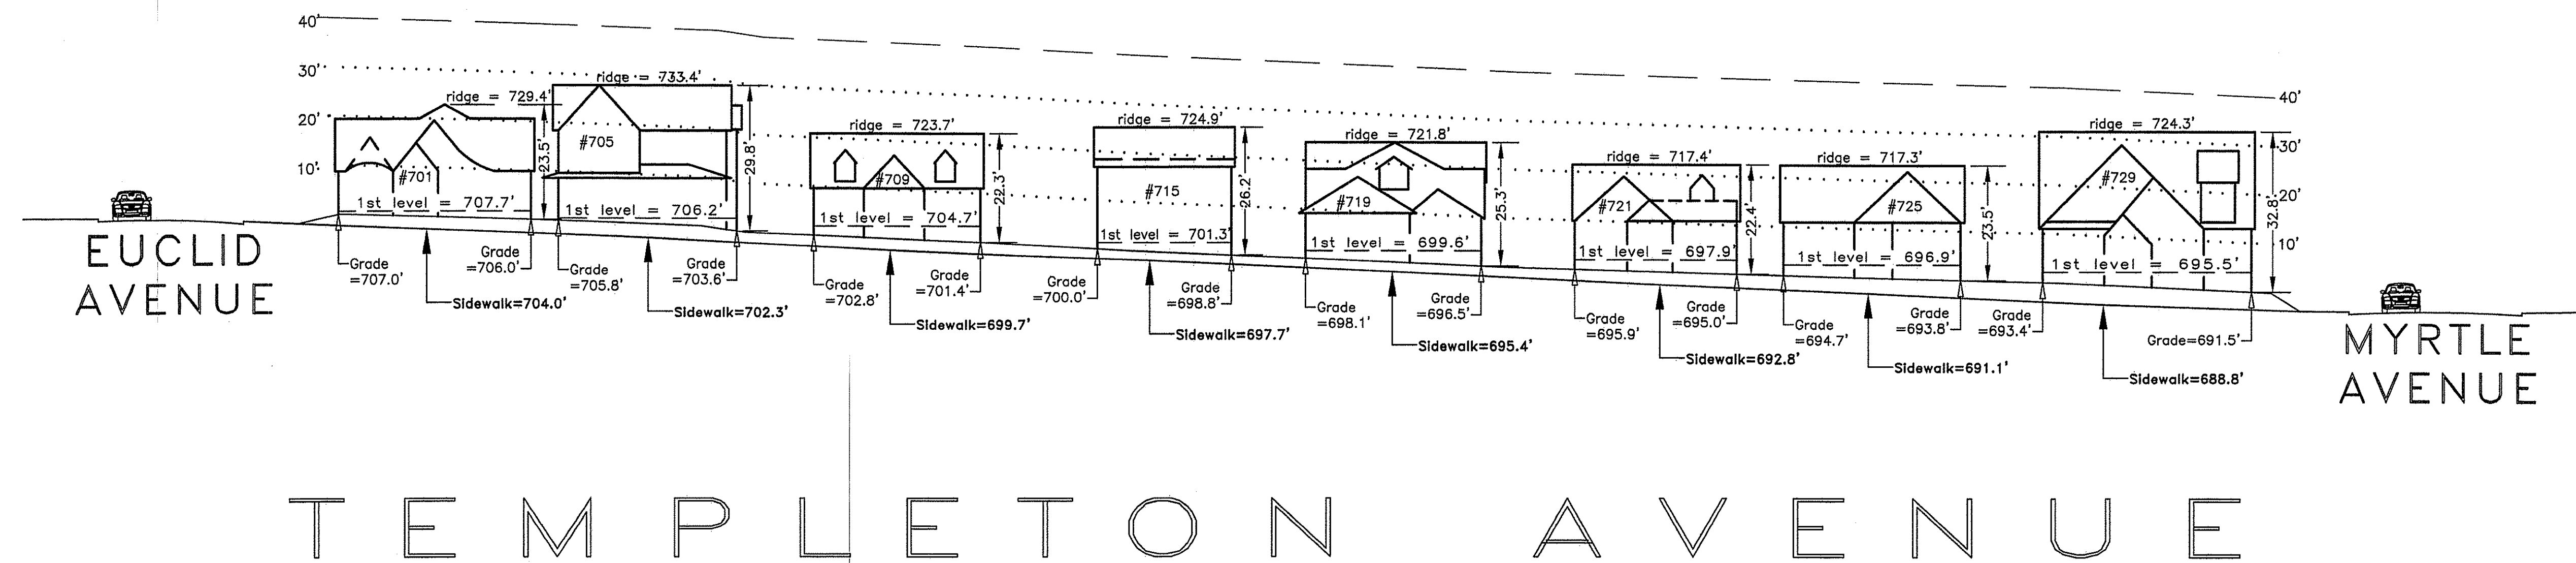 40'
30'
20'
10'
ridge = 729.4'
ridge = 733.4'
ridge = 723.7'
ridge = 724.9'
ridge = 721.8'
ridge = 717.4'
ridge = 717.3'
ridge = 724.3'
40'
30'
20'
10'
#701
23.5'
#705
29.8'
#709
22.3'
#715
26.2'
#719
25.3'
#721
22.4'
#725
23.5'
#729
32.8'
1st level = 707.7'
1st level = 706.2'
1st level = 704.7'
1st level = 701.3'
1st level = 699.6'
1st level = 697.9'
1st level = 696.9'
1st level = 695.5'
EUCLID
AVENUE
Grade
=707.0'
Grade
=706.0'
Sidewalk=704.0'
Grade
=705.8'
Grade
=703.6'
Sidewalk=702.3'
Grade
=702.8'
Grade
=701.4'
Sidewalk=699.7'
Grade
=700.0'
Grade
=698.8'
Sidewalk=697.7'
Grade
=698.1'
Grade
=696.5'
Sidewalk=695.4'
Grade
=695.9'
Grade
=695.0'
Sidewalk=692.8'
Grade
=694.7'
Grade
=693.8'
Sidewalk=691.1'
Grade
=693.4'
Grade=691.5'
Sidewalk=688.8'
MYRTLE
AVENUE
TEMPLETON AVENUE